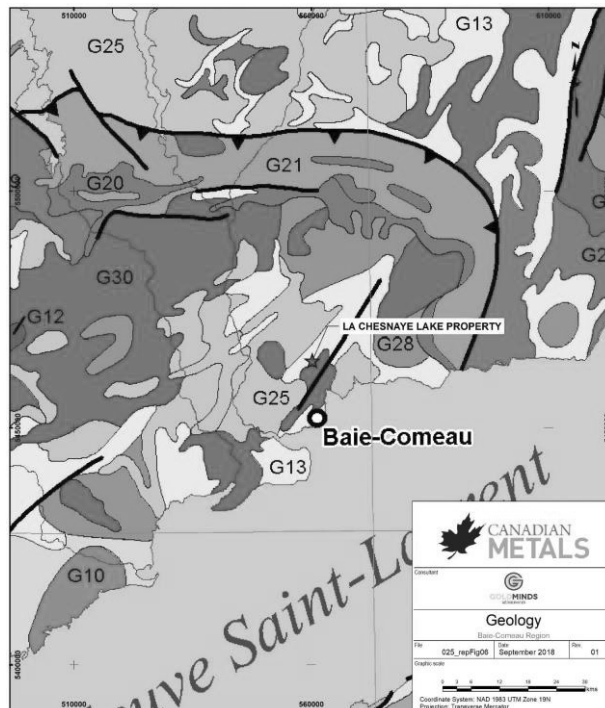 510000
560000
610000
G25
G13
G21
G20
G30
G12
LA CHESNAYE LAKE PROPERTY
G28
G25
Baie-Comeau
G13
G10
CANADIAN
METALS
Consultant
GOLDMINDS
Geology
Baie-Comeau Region
File
Date
Rev.
025_repFig06
September 2018
01
Graphic scale
Coordinate System: NAD 1983 UTM Zone 19N
Projection: Transverse Mercator
510000
560000